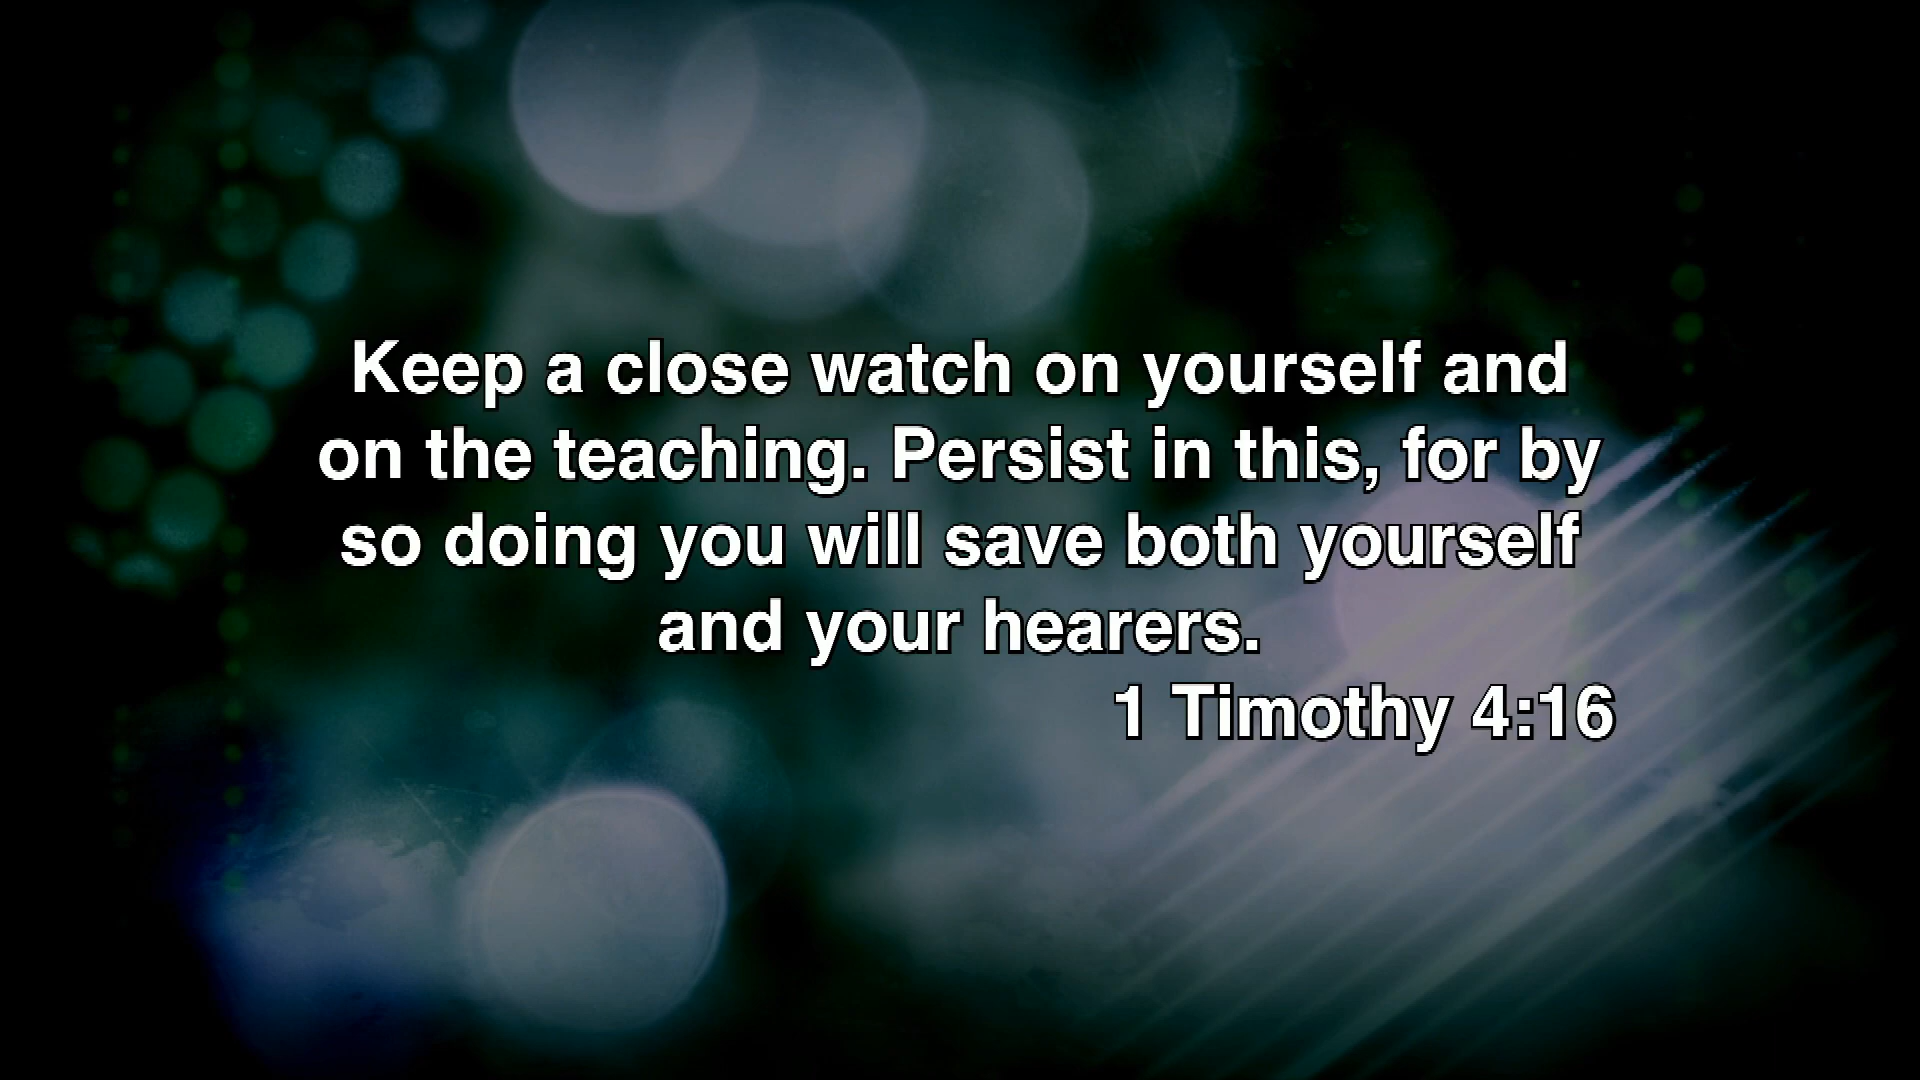 Keep a close watch on yourself and
on the teaching. Persist in this, for by
so doing you will save both yourself
and your hearers.
1 Timothy 4:16